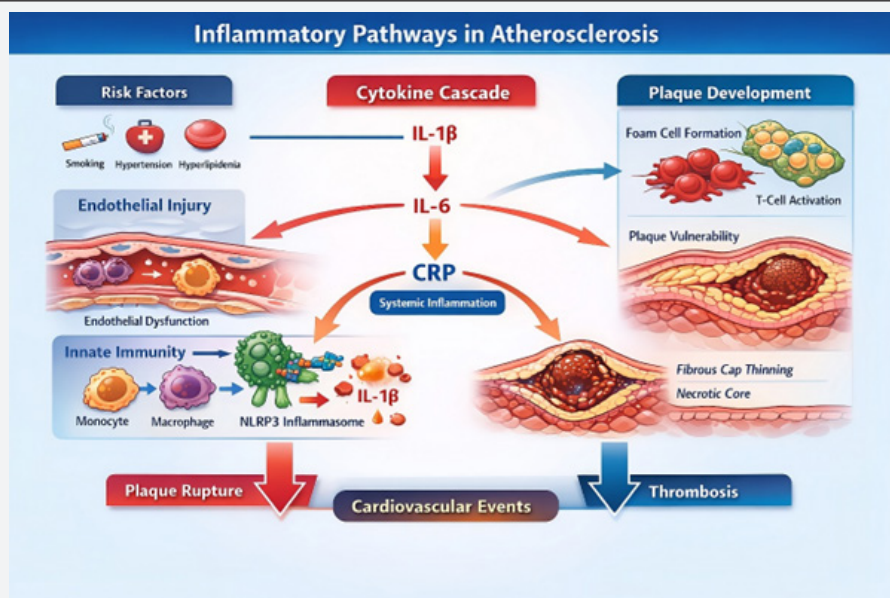 Inflammatory Pathways in Atherosclerosis
Risk Factors
Smoking
Hypertension
Hyperlipidenia
Endothelial Injury
Endothelial Dysfunction
Innate Immunity
Monocyte
Macrophage
NLRP3 Inflammasome
IL-1β
Cytokine Cascade
IL-1β
IL-6
CRP
Systemic Inflammation
Plaque Development
Foam Cell Formation
T-Cell Activation
Plaque Vulnerability
Fibrous Cap Thinning
Necrotic Core
Plaque Rupture
Cardiovascular Events
Thrombosis